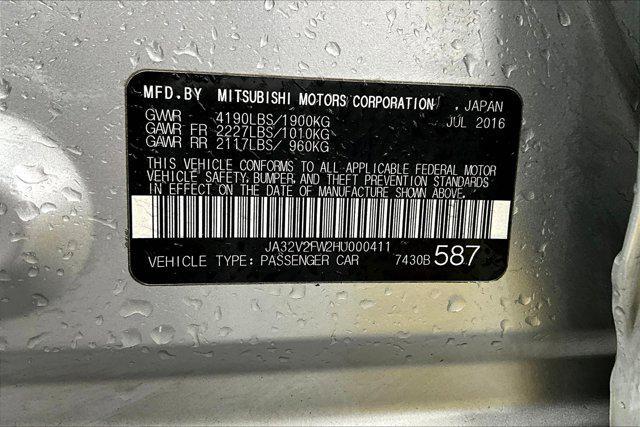 MFD.BY MITSUBISHI MOTORS CORPORATION , JAPAN
GVWR 4190LBS/1900KG JUL 2016
GAWR FR 2227LBS/1010KG
GAWR RR 2117LBS/ 960KG
THIS VEHICLE CONFORMS TO ALL APPLICABLE FEDERAL MOTOR
VEHICLE SAFETY, BUMPER, AND THEFT PREVENTION STANDARDS
IN EFFECT ON THE DATE OF MANUFACTURE SHOWN ABOVE.
JA32V2FW2HU000411
VEHICLE TYPE: PASSENGER CAR 7430B 587